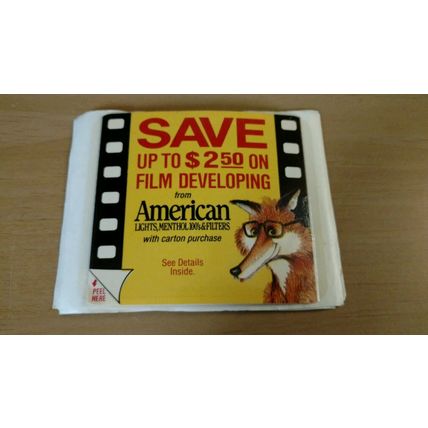 SAVE
UP TO $2.50 ON
FILM DEVELOPING
from
American
LIGHTS, MENTHOL 100's & FILTERS
with carton purchase
See Details
Inside.
PEEL
HERE